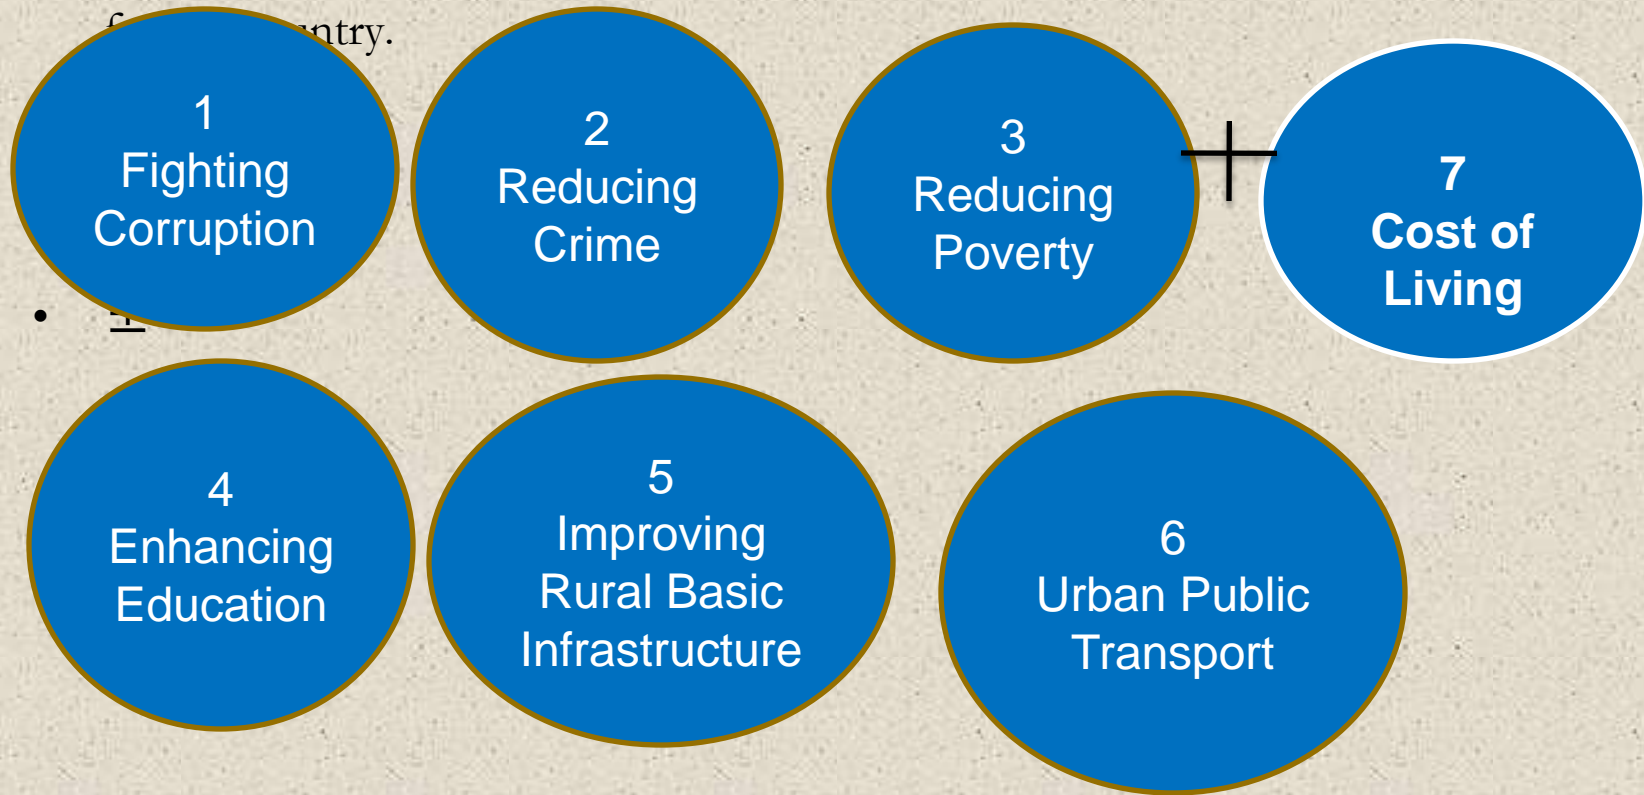 ntry.
1
Fighting
Corruption
2
Reducing
Crime
3
Reducing
Poverty
7
Cost of
Living
•
4
Enhancing
Education
5
Improving
Rural Basic
Infrastructure
6
Urban Public
Transport